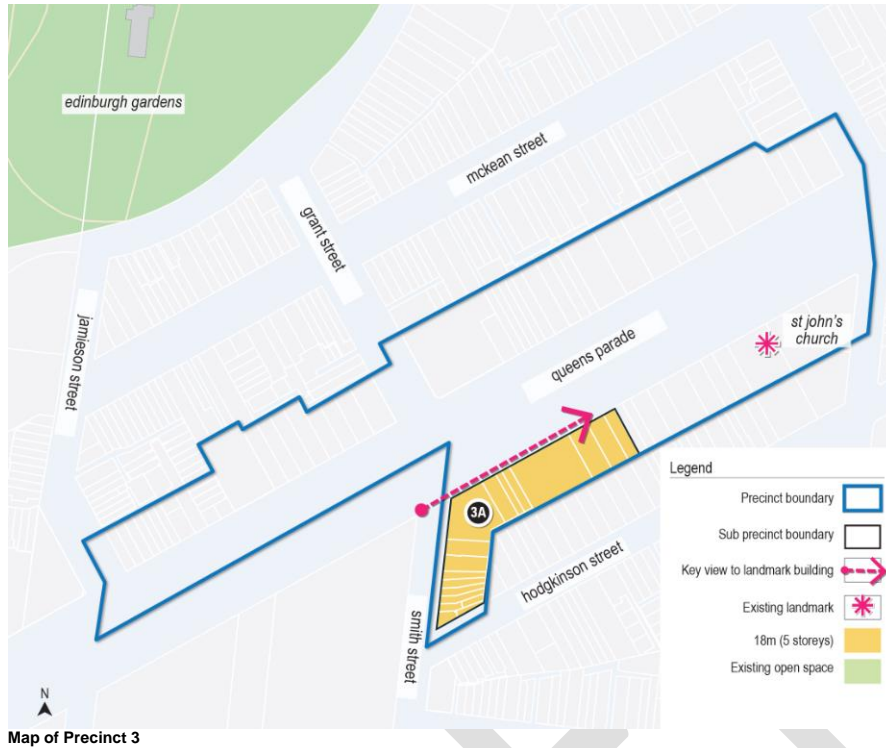 edinburgh gardens
mckean street
grant street
jamieson street
queens parade
st john's
church
3A
hodgkinson street
smith street
N
Legend
Precinct boundary
Sub precinct boundary
Key view to landmark building
Existing landmark
18m (5 storeys)
Existing open space
Map of Precinct 3